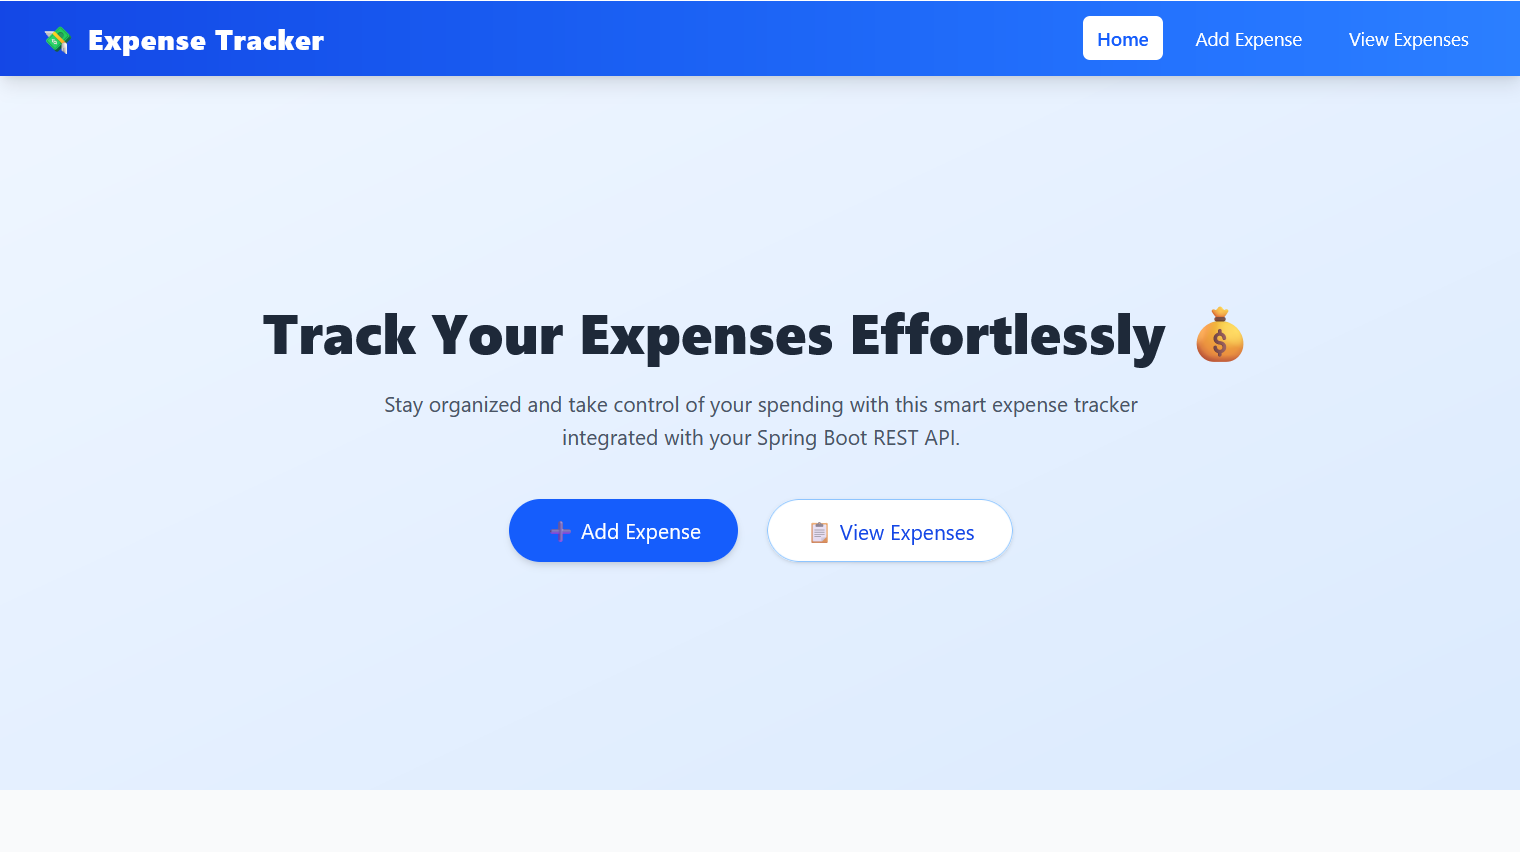 💸 Expense Tracker
Home
Add Expense
View Expenses
Track Your Expenses Effortlessly 💰
Stay organized and take control of your spending with this smart expense tracker
integrated with your Spring Boot REST API.
➕ Add Expense
📋 View Expenses